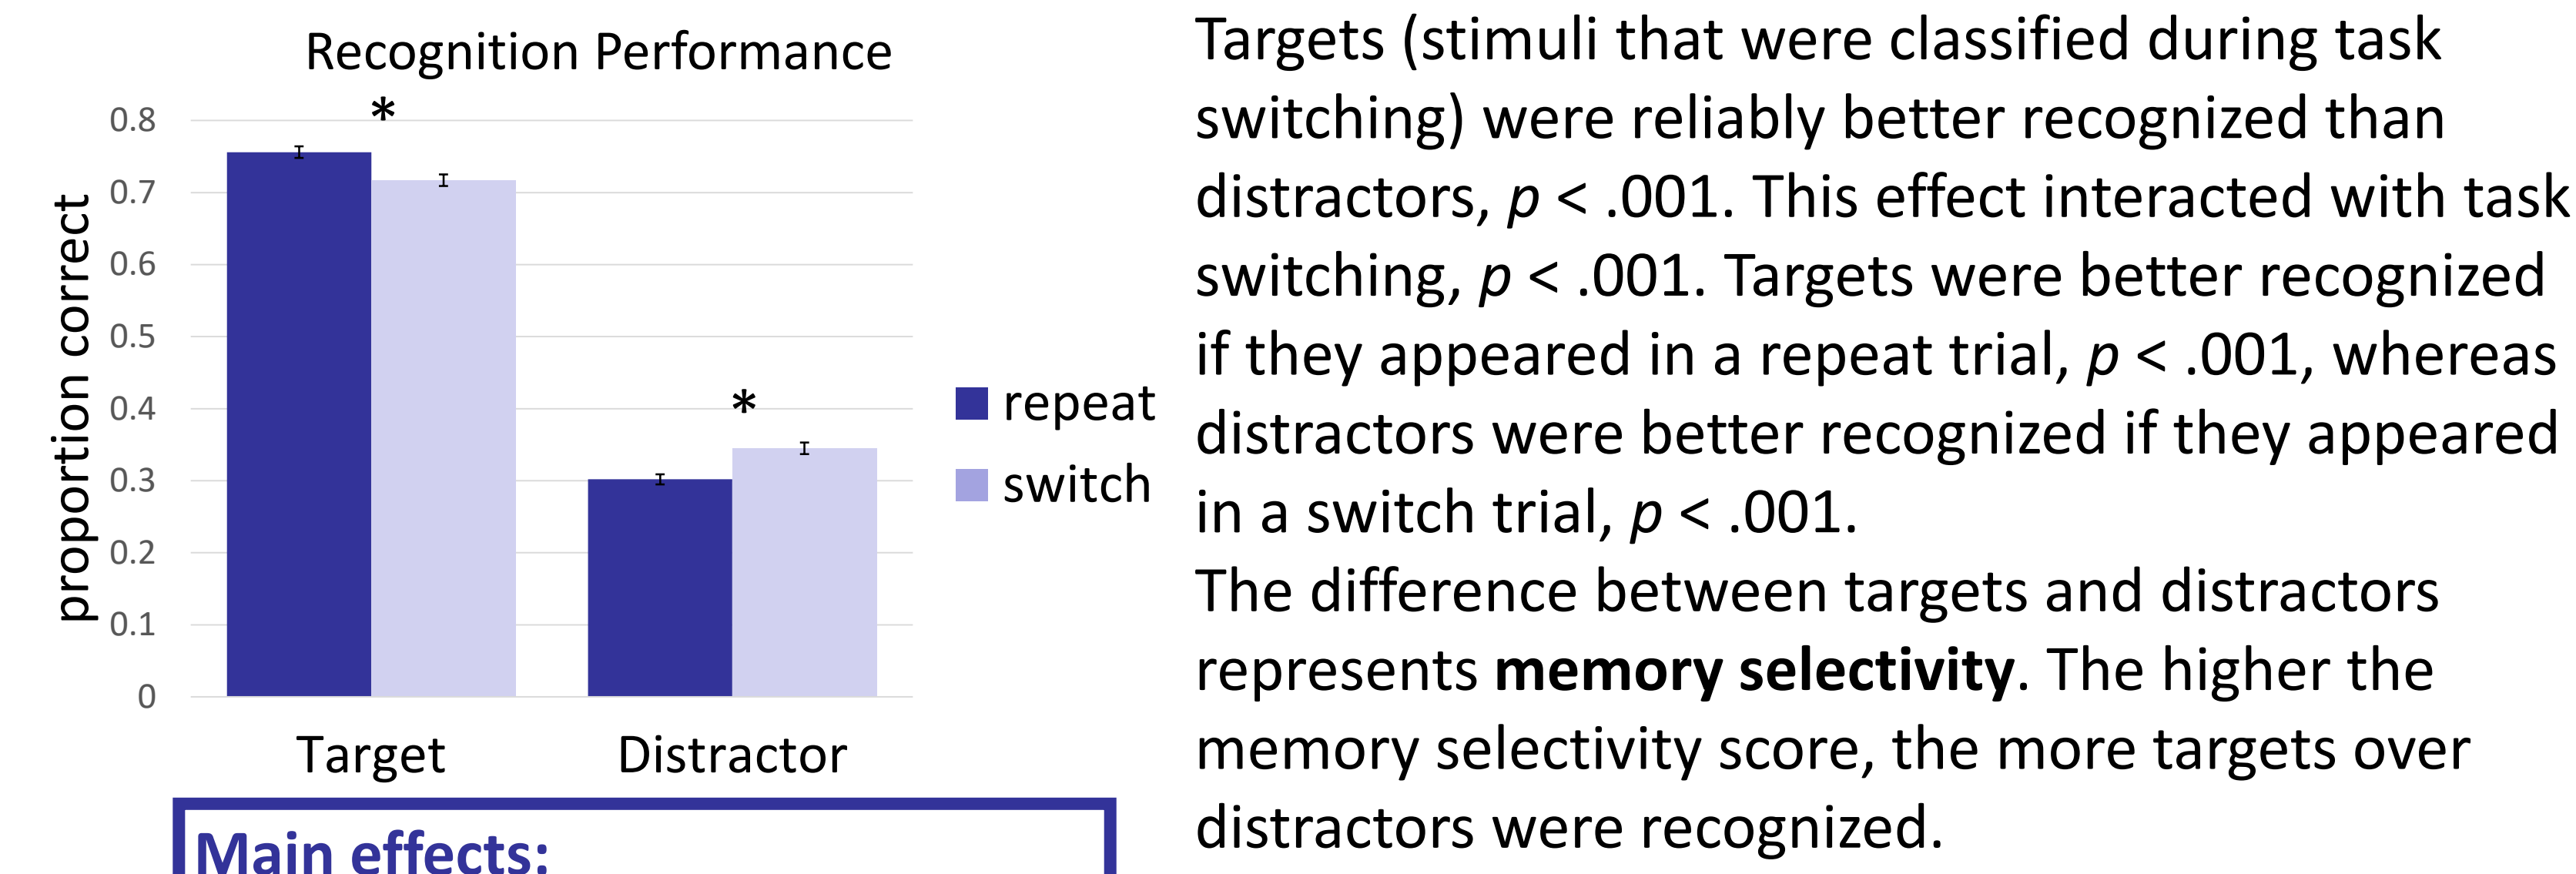 Recognition Performance
*
0.8
0.7
0.6
0.5
0.4
0.3
0.2
0.1
0
proportion correct
*
Target
Distractor
repeat
switch
Main effects:
Targets (stimuli that were classified during task
switching) were reliably better recognized than
distractors, p < .001. This effect interacted with task
switching, p < .001. Targets were better recognized
if they appeared in a repeat trial, p < .001, whereas
distractors were better recognized if they appeared
in a switch trial, p < .001.
The difference between targets and distractors
represents memory selectivity. The higher the
memory selectivity score, the more targets over
distractors were recognized.